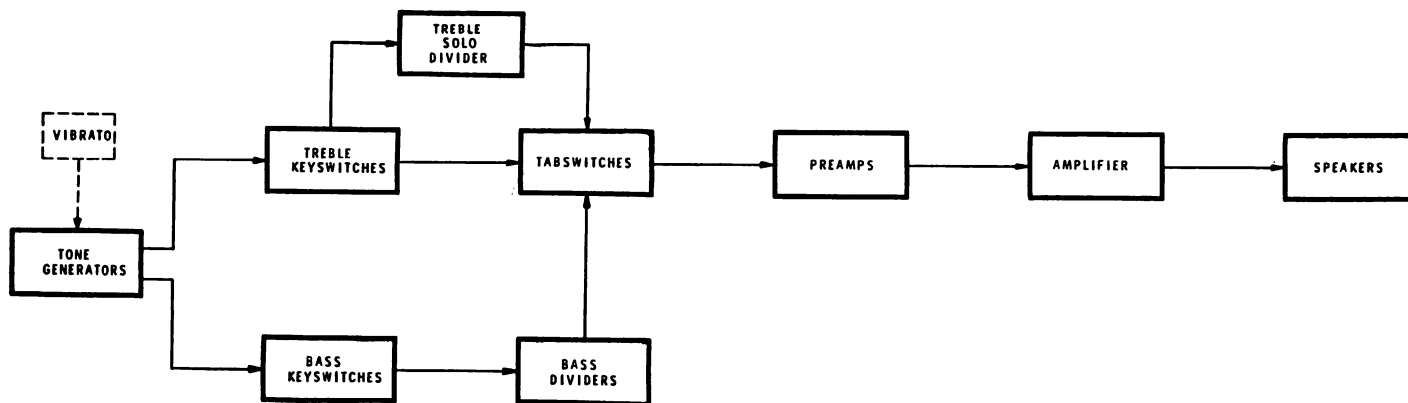 TREBLE
SOLO
DIVIDER
VIBRATO
TREBLE
KEYSWITCHES
TABSWITCHES
PREAMPS
AMPLIFIER
SPEAKERS
TONE
GENERATORS
BASS
KEYSWITCHES
BASS
DIVIDERS